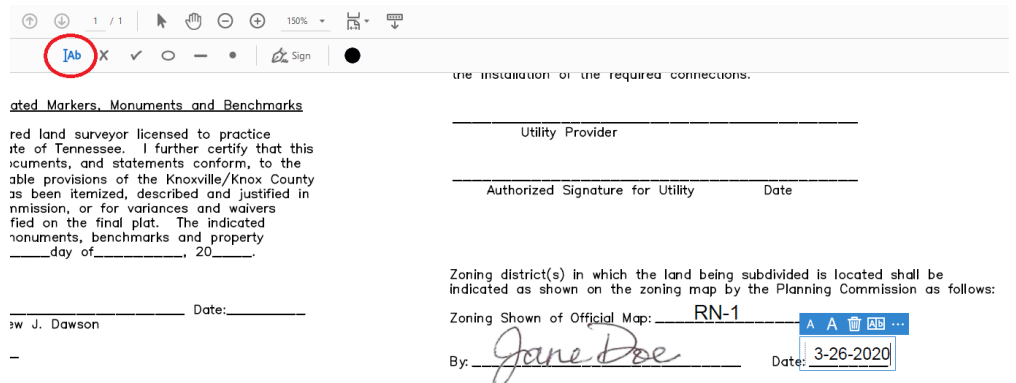 1 / 1
150%
Ab
Sign
the installation of the required connections.
ated Markers, Monuments and Benchmarks
red land surveyor licensed to practice
ate of Tennessee. I further certify that this
ocuments, and statements conform, to the
able provisions of the Knoxville/Knox County
as been itemized, described and justified in
mmission, or for variances and waivers
fied on the final plat. The indicated
monuments, benchmarks and property
_____day of__________, 20_____.
Date:__________
ew J. Dawson
Utility Provider
Authorized Signature for Utility Date
Zoning district(s) in which the land being subdivided is located shall be
indicated as shown on the zoning map by the Planning Commission as follows:
Zoning Shown of Official Map: RN-1
A A Ab
By: Jane Doe Date: 3-26-2020